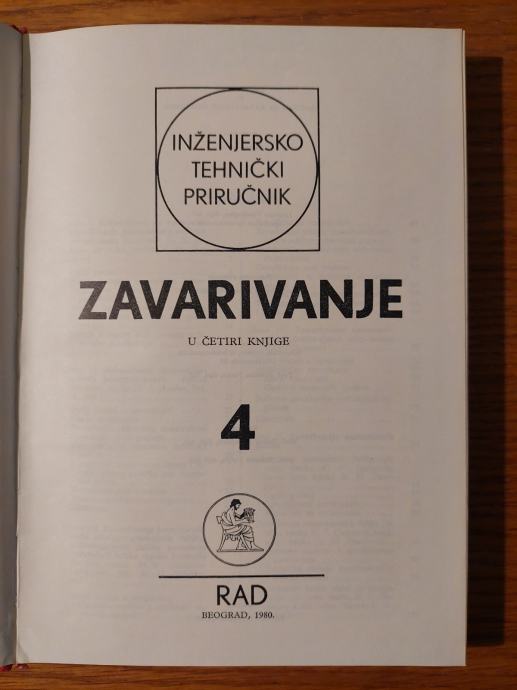 INŽENJERSKO
TEHNIČKI
PRIRUČNIK
ZAVARIVANJE
U ČETIRI KNJIGE
4
RAD
BEOGRAD, 1980.